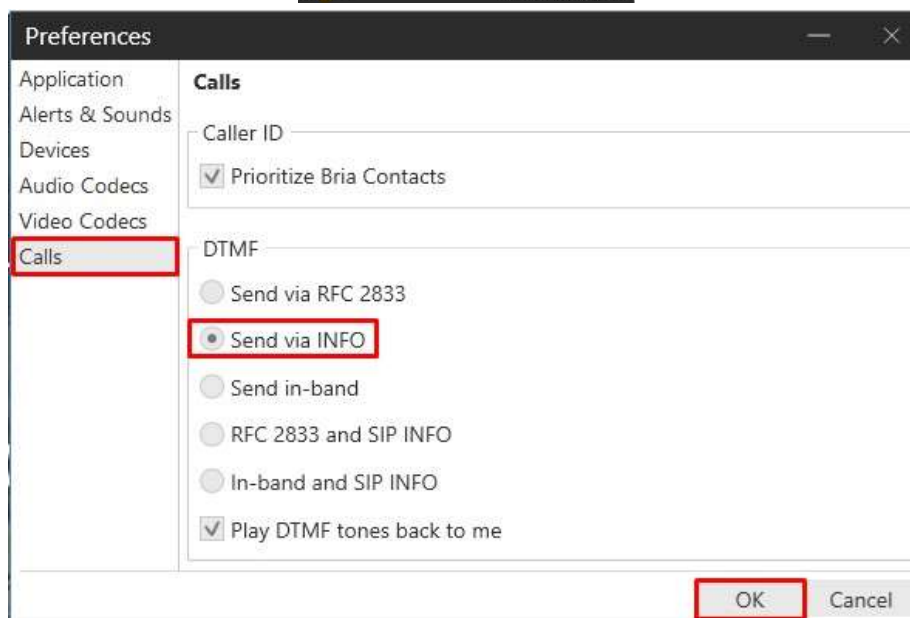 Preferences
Application
Alerts & Sounds
Devices
Audio Codecs
Video Codecs
Calls
Calls
Caller ID
Prioritize Bria Contacts
DTMF
Send via RFC 2833
Send via INFO
Send in-band
RFC 2833 and SIP INFO
In-band and SIP INFO
Play DTMF tones back to me
OK
Cancel